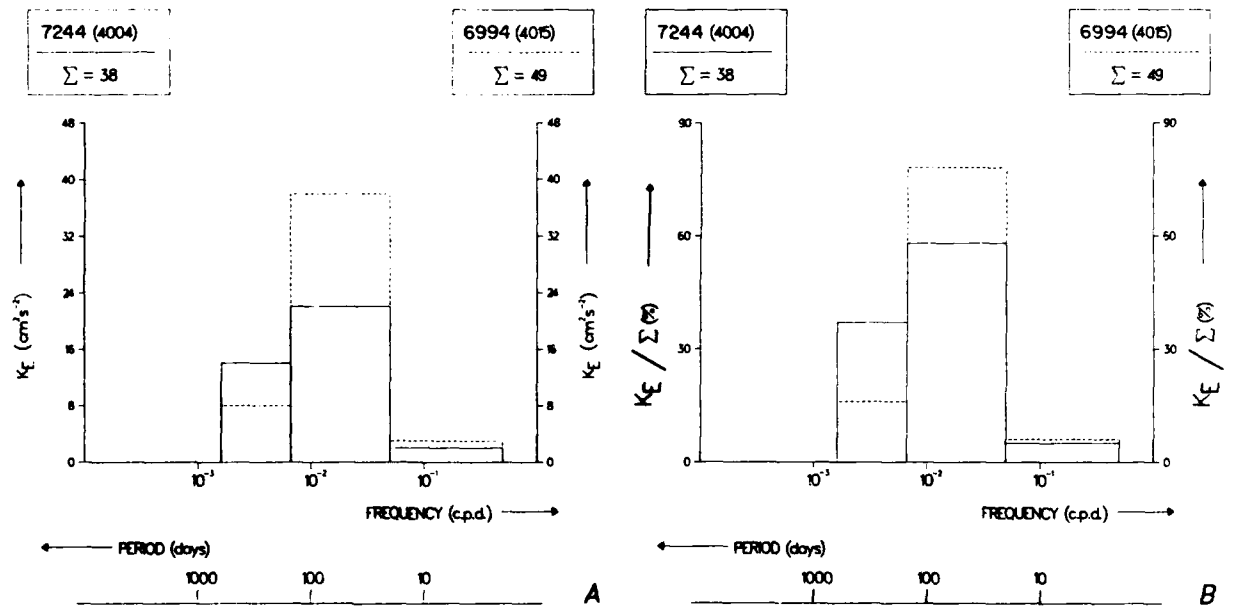 7244 (4004)
Σ = 38
6994 (4015)
Σ = 49
48
40
32
24
16
8
0
K_E (cm²s⁻²)
48
40
32
24
16
8
0
K_E (cm²s⁻²)
10⁻³ 10⁻² 10⁻¹
FREQUENCY (c.p.d.)
PERIOD (days)
1000 100 10
A
7244 (4004)
Σ = 38
6994 (4015)
Σ = 49
90
60
30
0
K_E / Σ (%)
90
60
30
0
K_E / Σ (%)
10⁻³ 10⁻² 10⁻¹
FREQUENCY (c.p.d.)
PERIOD (days)
1000 100 10
B